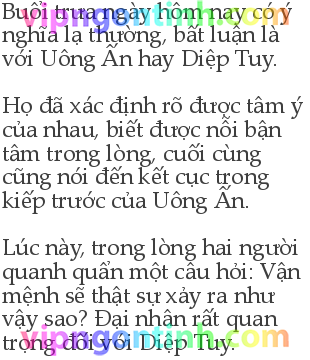 Buổi trưa ngày hôm nay có ý
nghĩa lạ thường, bất luận là
với Uông Ấn hay Diệp Tuy.
Họ đã xác định rõ được tâm ý
của nhau, biết được nỗi bận
tâm trong lòng, cuối cùng
cũng nói đến kết cục trong
kiếp trước của Uông Ấn.
Lúc này, trong lòng hai người
quanh quẩn một câu hỏi: Vận
mệnh sẽ thật sự xảy ra như
vậy sao? Đại nhân rất quan
trọng đối với Diệp Tuy.
vipngontinh.com
vipngontinh.com